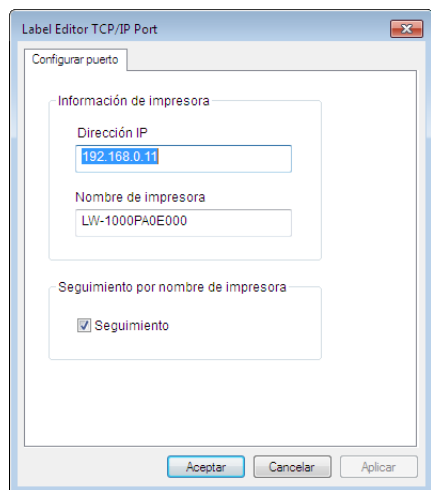 Label Editor TCP/IP Port
Configurar puerto
Información de impresora
Dirección IP
192.168.0.11
Nombre de impresora
LW-1000PA0E000
Seguimiento por nombre de impresora
Seguimiento
Aceptar Cancelar Aplicar